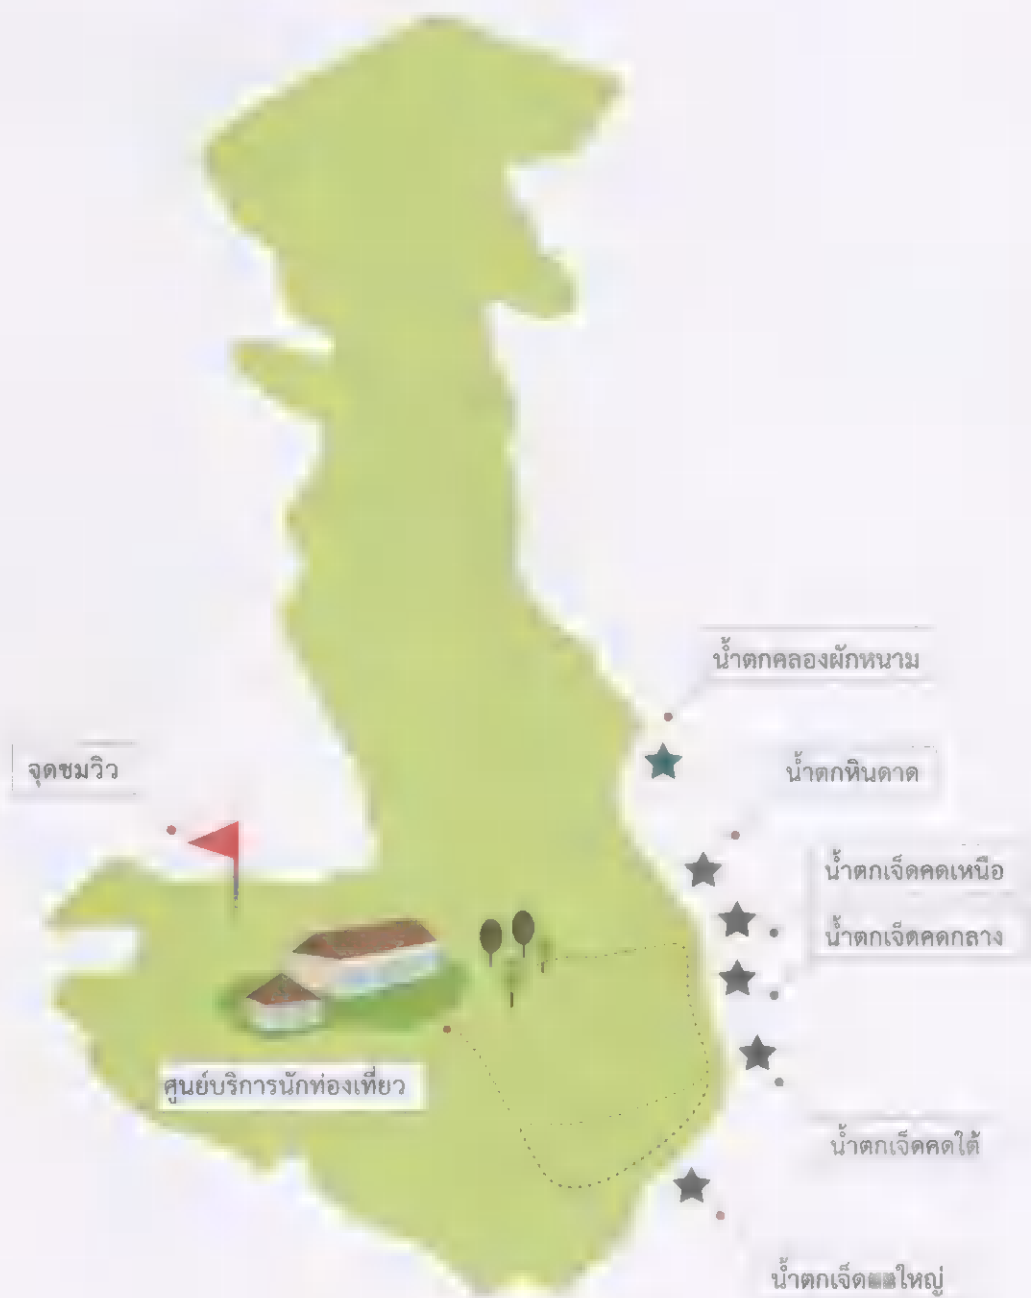 น้ำตกคลองผักหนาม
จุดชมวิว
น้ำตกหินดาด
น้ำตกเจ็ดคดเหนือ
น้ำตกเจ็ดคดกลาง
ศูนย์บริการนักท่องเที่ยว
น้ำตกเจ็ดคดใต้
น้ำตกเจ็ด ใหญ่